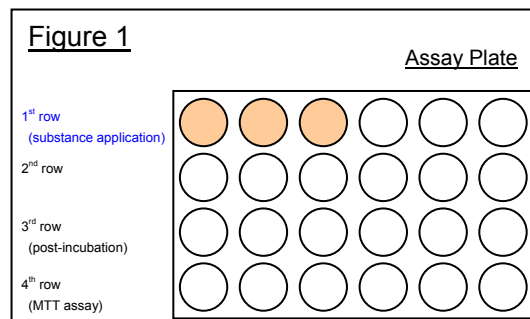 Figure 1
Assay Plate
1st row
(substance application)
2nd row
3rd row
(post-incubation)
4th row
(MTT assay)